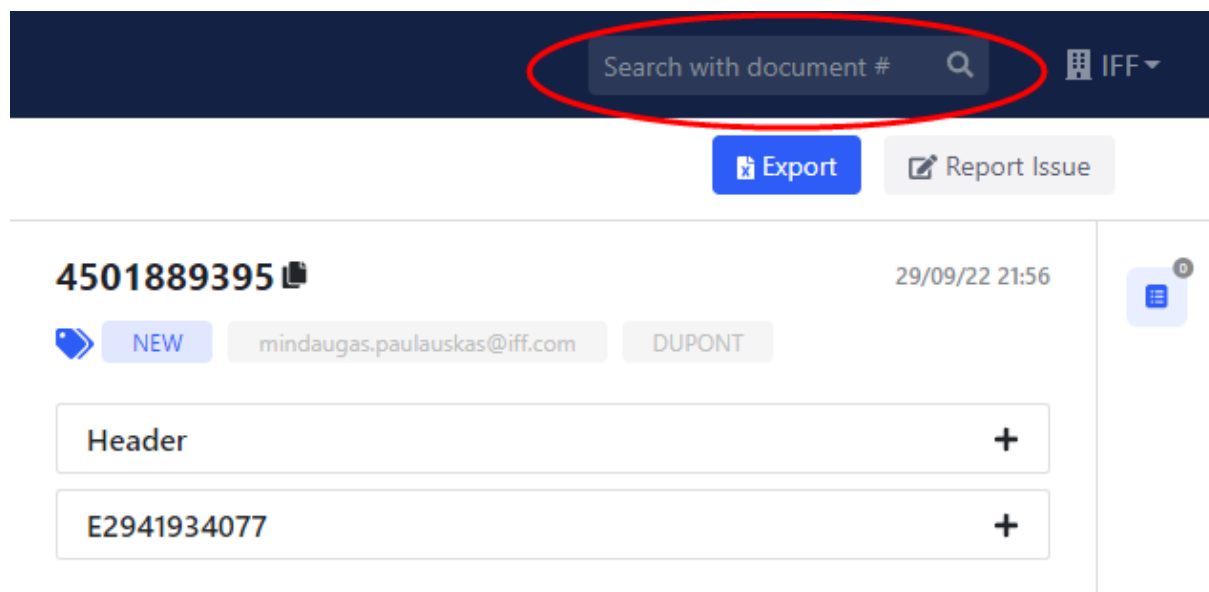 Search with document # IFF
Export Report Issue
4501889395 29/09/22 21:56
0
NEW mindaugas.paulauskas@iff.com DUPONT
Header
E2941934077